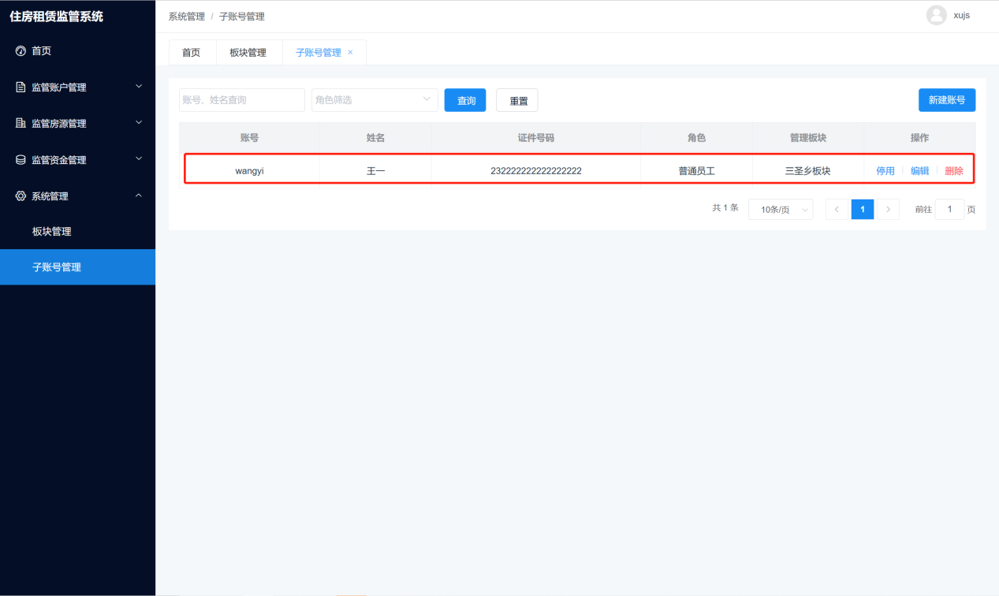 住房租赁监管系统
首页
监管账户管理
监管房源管理
监管资金管理
系统管理
板块管理
子账号管理
系统管理 / 子账号管理
xujs
首页 板块管理 子账号管理 ×
账号、姓名查询 角色筛选 查询 重置 新建账号
账号 姓名 证件号码 角色 管理板块 操作
wangyi 王一 232222222222222222 普通员工 三圣乡板块 停用 编辑 删除
共 1 条 10条/页 < 1 > 前往 1 页